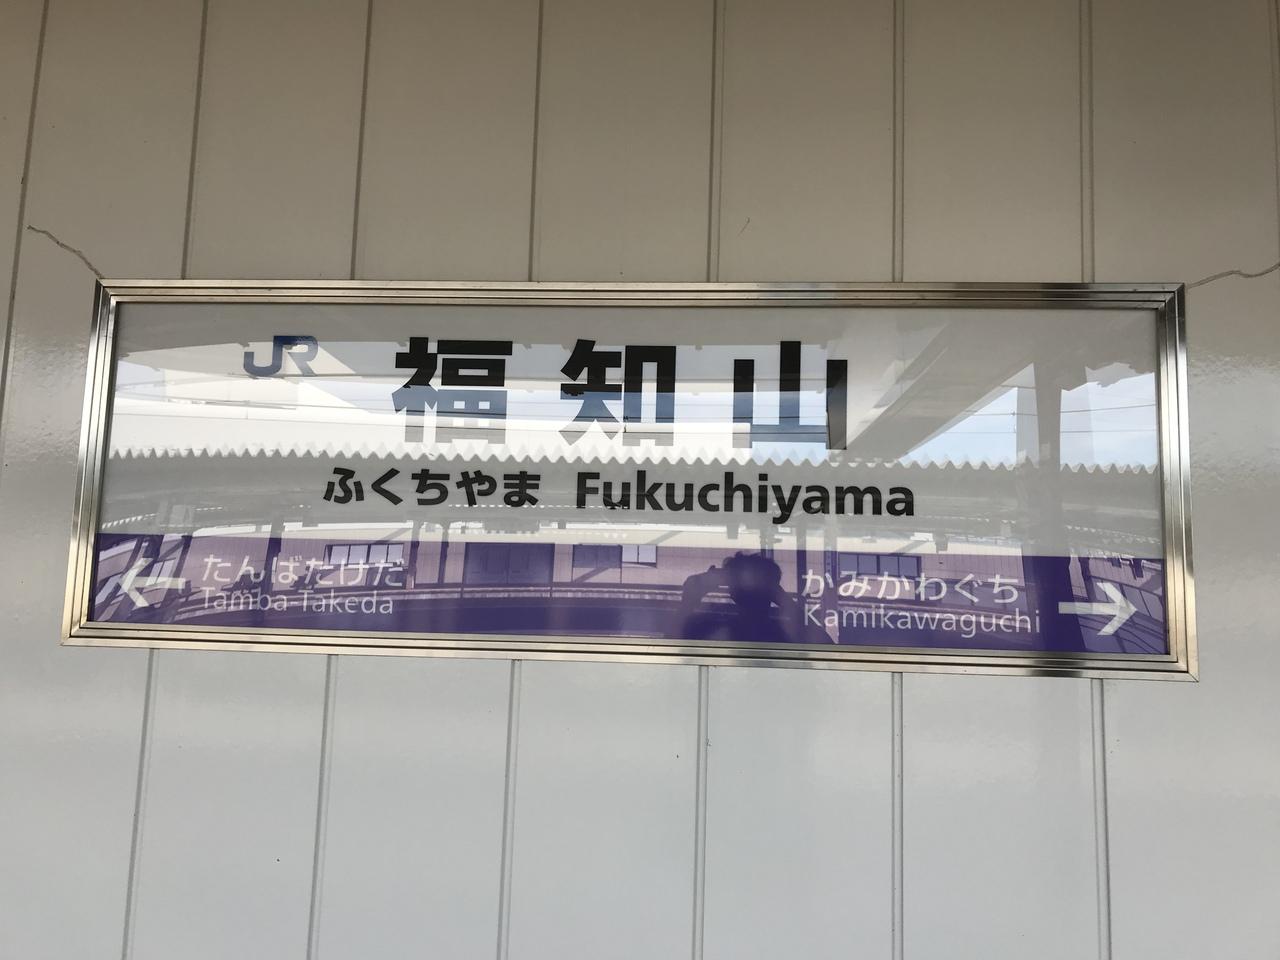 JR 福知山
ふくちやま Fukuchiyama
たんばたけだ
Tamba-Takeda
かみかわぐち
Kamikawaguchi